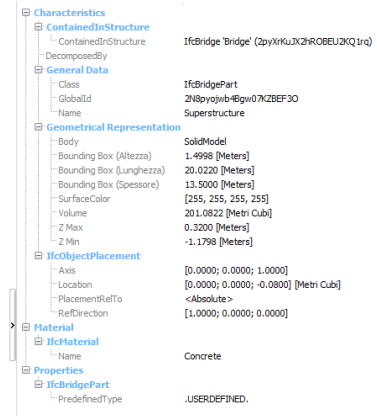 Characteristics
ContainedInStructure
ContainedInStructure IfcBridge 'Bridge' (2pyXrKuJX2hROBEU2KQ1rq)
DecomposedBy
General Data
Class IfcBridgePart
GlobalId 2N8pyojwb4Bgw07KZBEF3O
Name Superstructure
Geometrical Representation
Body SolidModel
Bounding Box (Altezza) 1.4998 [Meters]
Bounding Box (Lunghezza) 20.0220 [Meters]
Bounding Box (Spessore) 13.5000 [Meters]
SurfaceColor [255, 255, 255, 255]
Volume 201.0822 [Metri Cubi]
Z Max 0.3200 [Meters]
Z Min -1.1798 [Meters]
IfcObjectPlacement
Axis [0.0000; 0.0000; 1.0000]
Location [0.0000; 0.0000; -0.0800] [Metri Cubi]
PlacementRelTo <Absolute>
RefDirection [1.0000; 0.0000; 0.0000]
Material
IfcMaterial
Name Concrete
Properties
IfcBridgePart
PredefinedType .USERDEFINED.